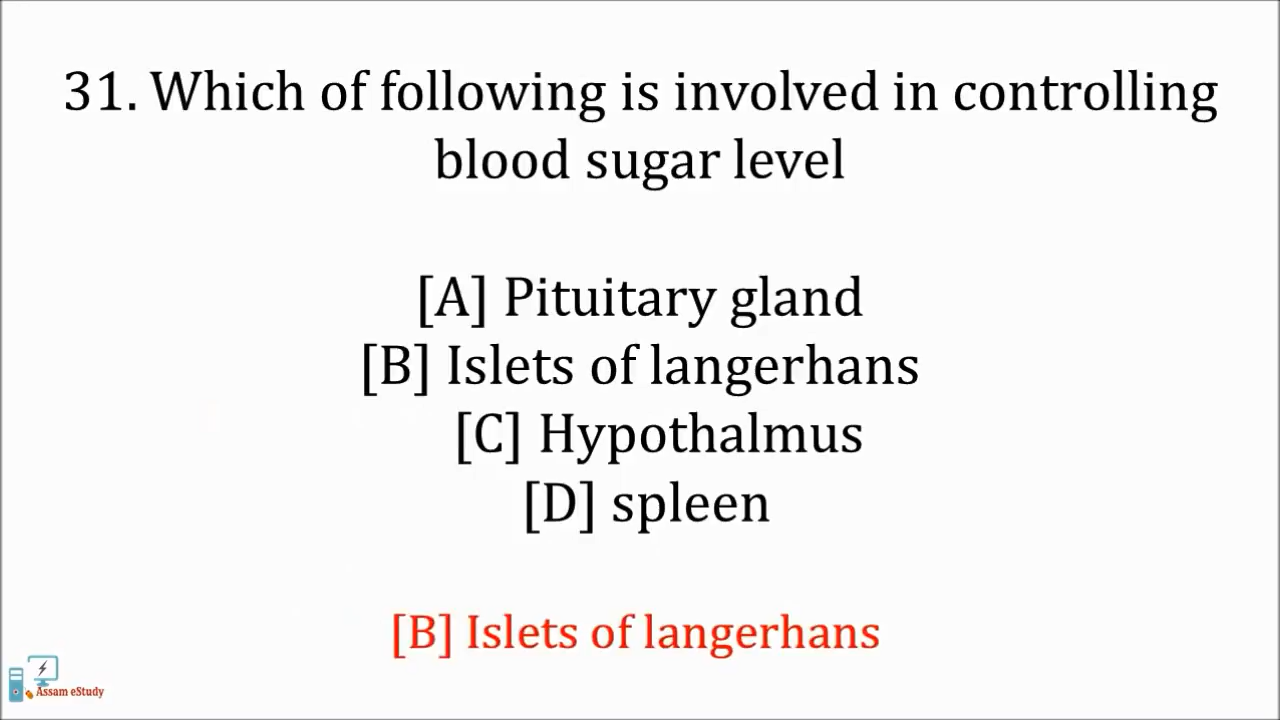 31. Which of following is involved in controlling
blood sugar level
[A] Pituitary gland
[B] Islets of langerhans
[C] Hypothalmus
[D] spleen
[B] Islets of langerhans
Assam eStudy